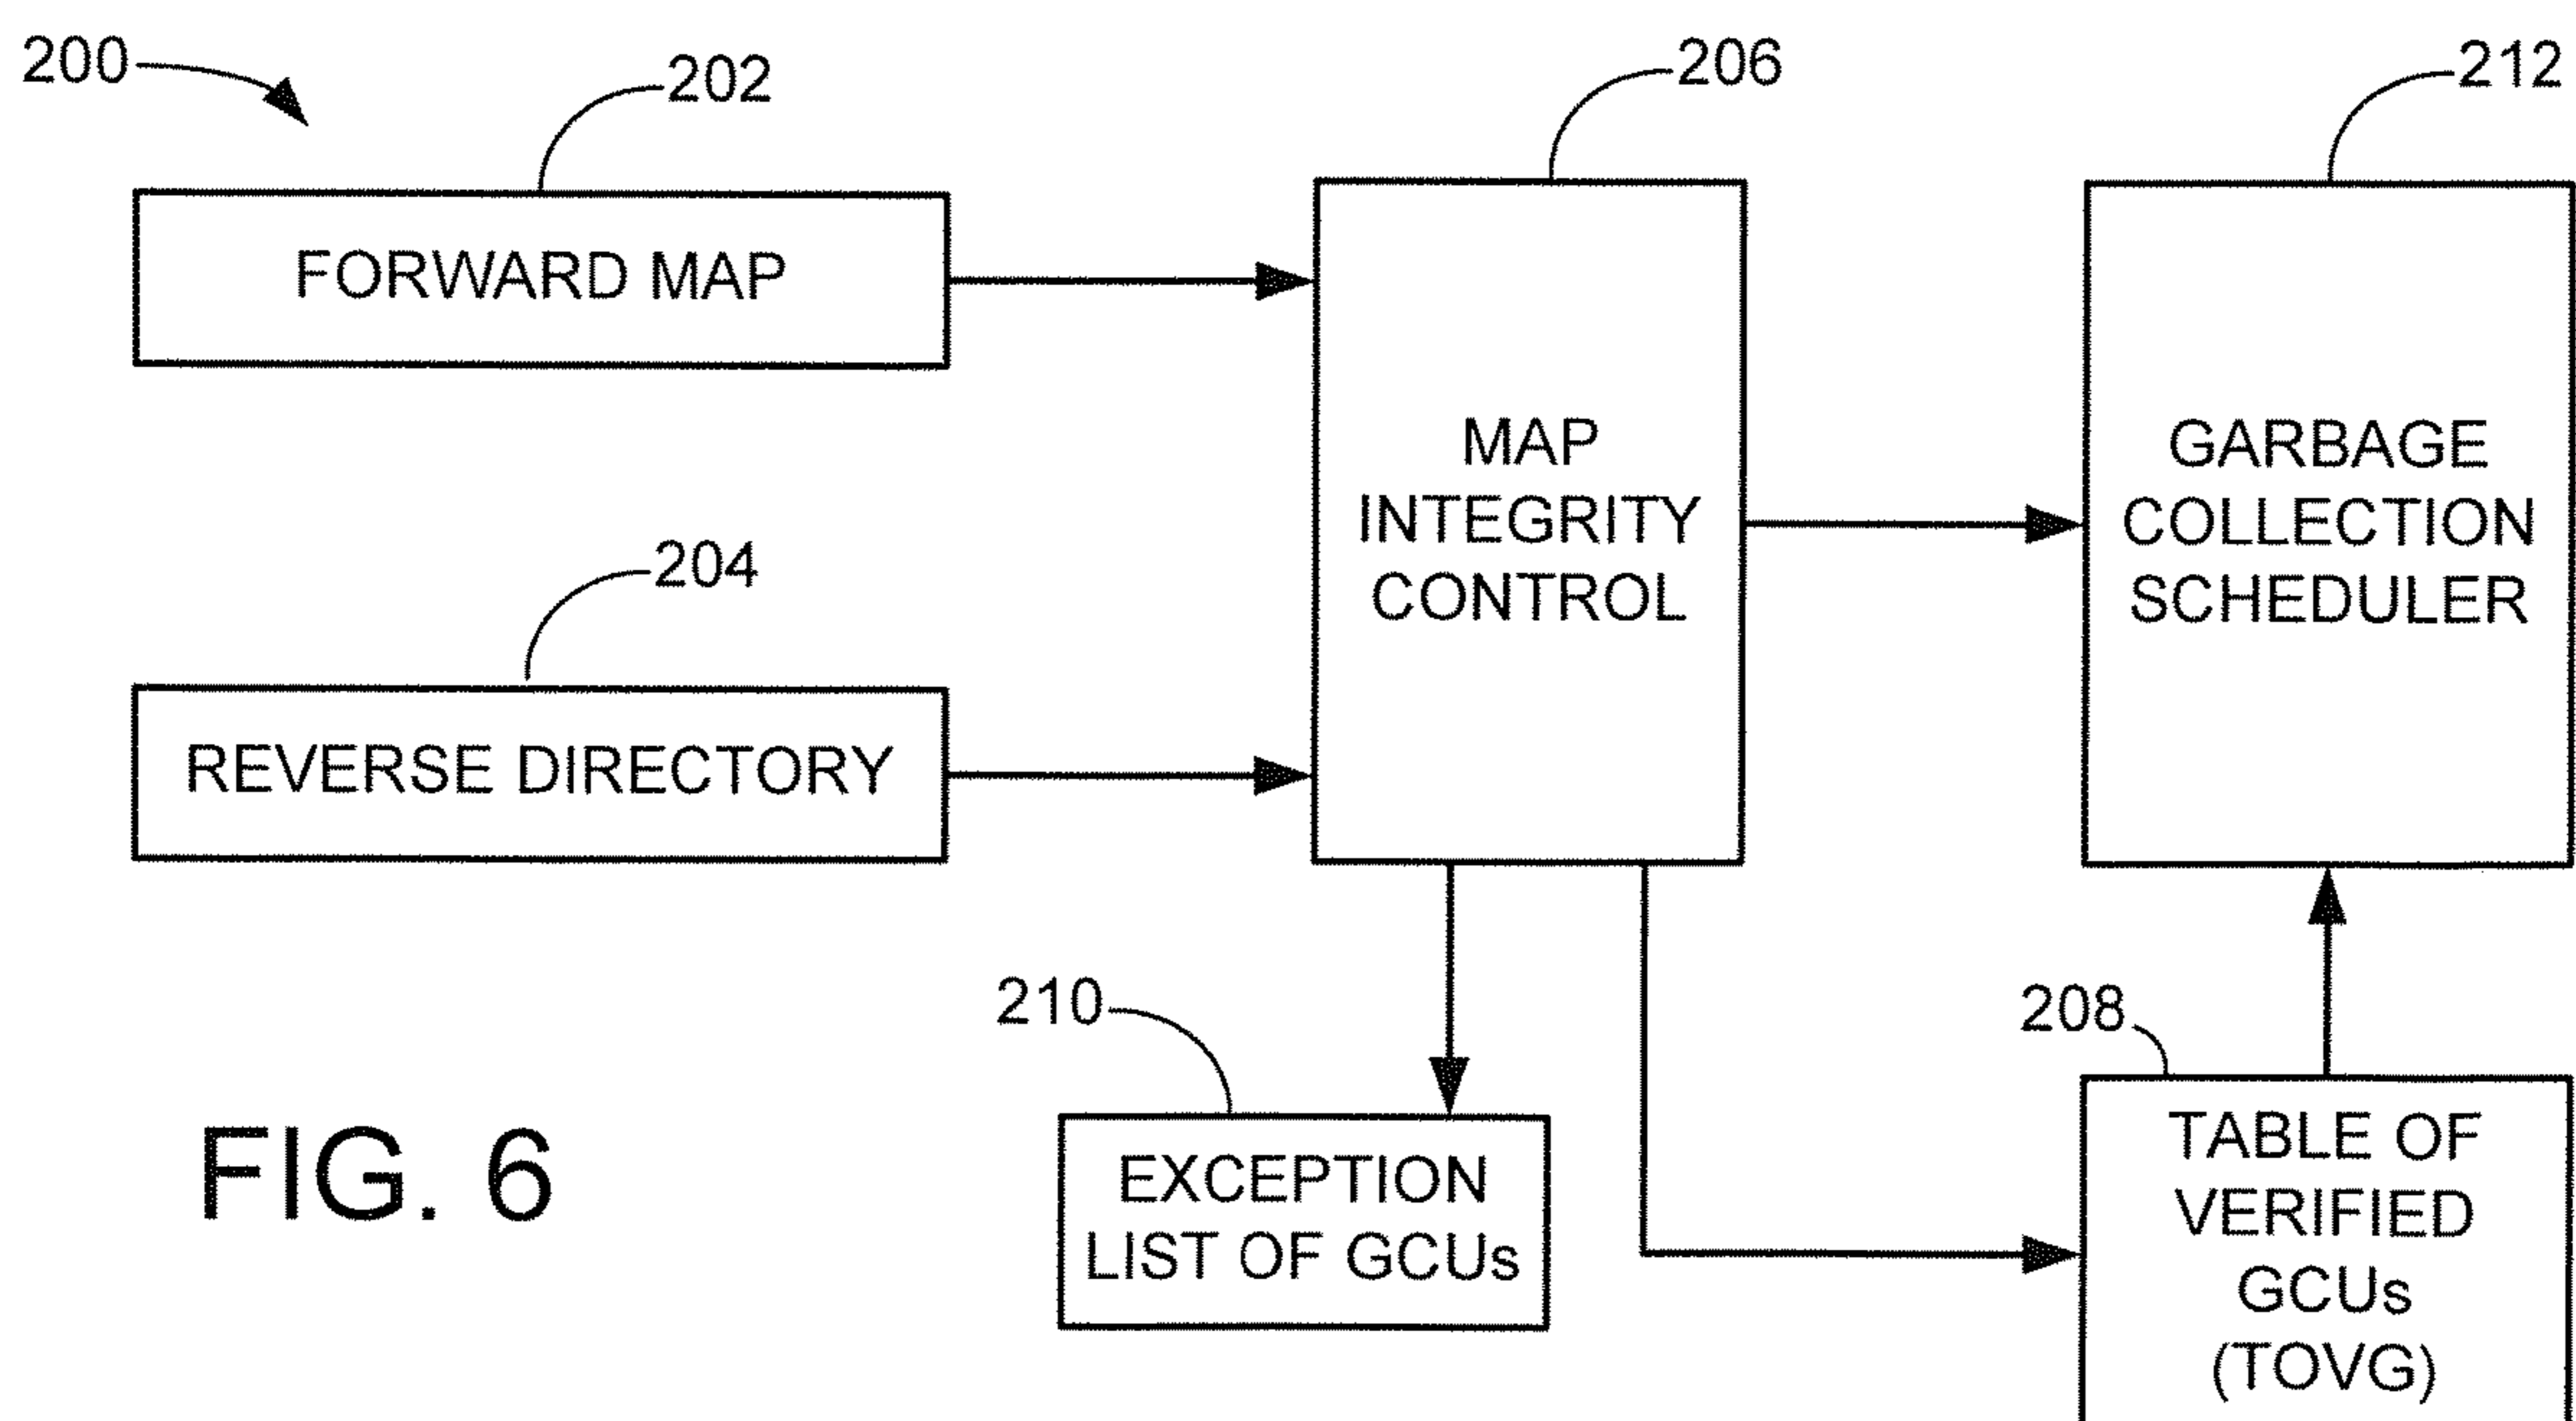 200
202
206
212
FORWARD MAP
MAP
INTEGRITY
CONTROL
GARBAGE
COLLECTION
SCHEDULER
204
REVERSE DIRECTORY
210
208
EXCEPTION
LIST OF GCUs
TABLE OF
VERIFIED
GCUs
(TOVG)
FIG. 6